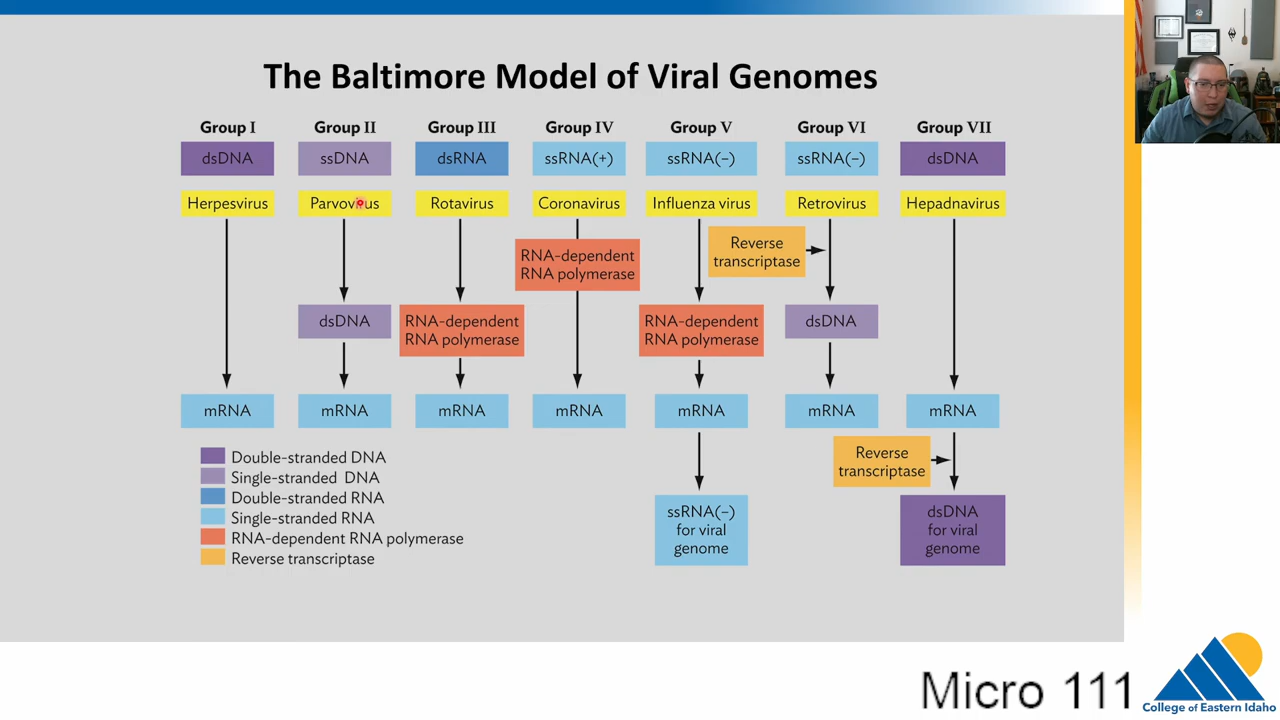 The Baltimore Model of Viral Genomes
Group I
Group II
Group III
Group IV
Group V
Group VI
Group VII
dsDNA
ssDNA
dsRNA
ssRNA(+)
ssRNA(−)
ssRNA(−)
dsDNA
Herpesvirus
Parvovirus
Rotavirus
Coronavirus
Influenza virus
Retrovirus
Hepadnavirus
RNA-dependent
RNA polymerase
Reverse
transcriptase
dsDNA
RNA-dependent
RNA polymerase
RNA-dependent
RNA polymerase
dsDNA
mRNA
mRNA
mRNA
mRNA
mRNA
mRNA
mRNA
Reverse
transcriptase
ssRNA(−)
for viral
genome
dsDNA
for viral
genome
Double-stranded DNA
Single-stranded DNA
Double-stranded RNA
Single-stranded RNA
RNA-dependent RNA polymerase
Reverse transcriptase
Micro 111
College of Eastern Idaho